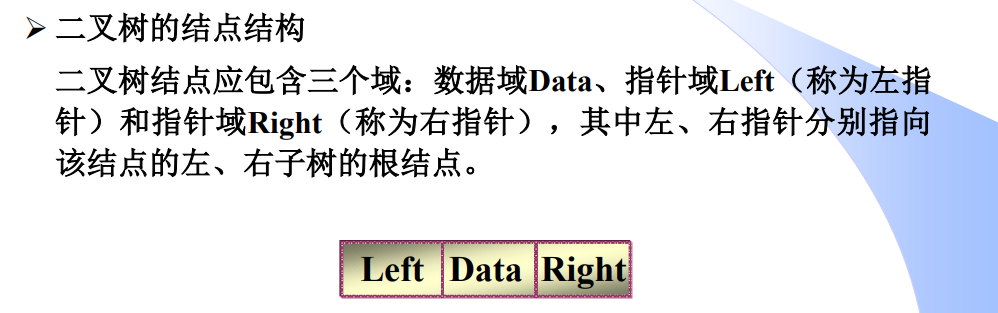 二叉树的结点结构
二叉树结点应包含三个域：数据域Data、指针域Left（称为左指
针）和指针域Right（称为右指针），其中左、右指针分别指向
该结点的左、右子树的根结点。
Left Data Right